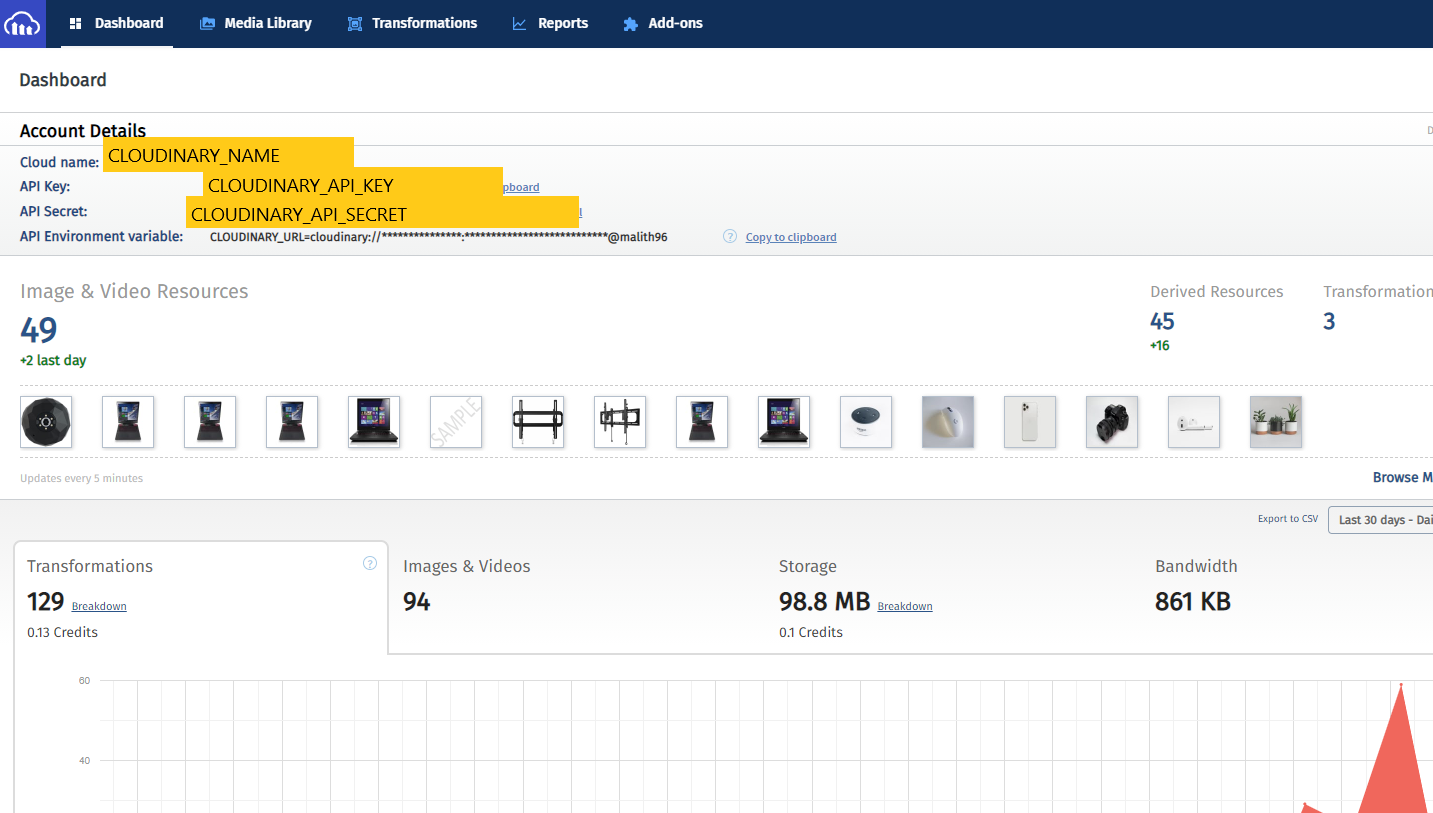 Dashboard Media Library Transformations Reports Add-ons
Dashboard
Account Details
Cloud name: CLOUDINARY_NAME
API Key: CLOUDINARY_API_KEY pboard
API Secret: CLOUDINARY_API_SECRET
API Environment variable: CLOUDINARY_URL=cloudinary://***************:***************************@malith96 ? Copy to clipboard
Image & Video Resources Derived Resources Transformation
49 45 3
+2 last day +16
SAMPLE
Updates every 5 minutes Browse M
Export to CSV Last 30 days - Dai
Transformations ? Images & Videos Storage Bandwidth
129 Breakdown 94 98.8 MB Breakdown 861 KB
0.13 Credits 0.1 Credits
60
40